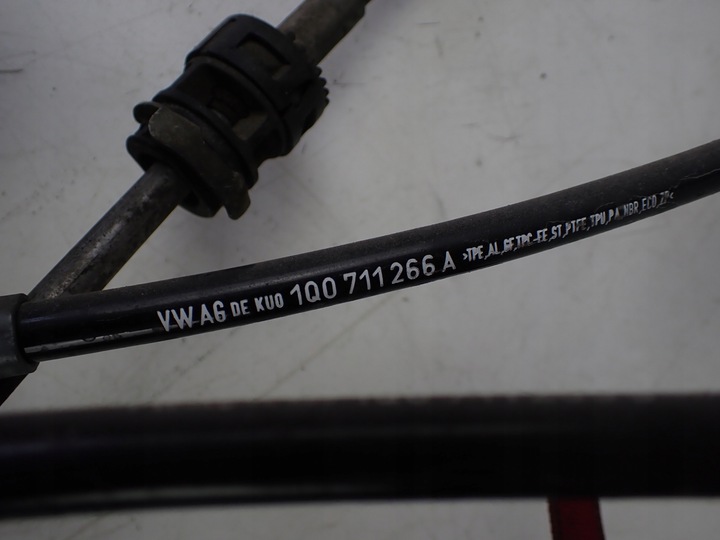 VW AG DE KUO 1Q0 711 266 A >TPE,AL,GF,TPC-EE,ST,PTFE,TPU,PA,NBR,ECO,ZP<